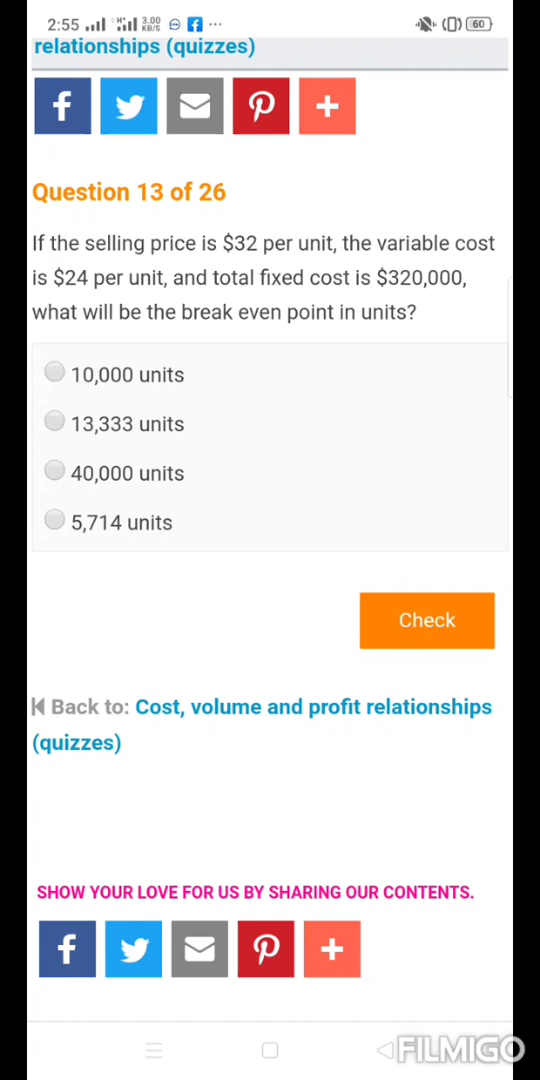 2:55 H+ 3.00 KB/S ... 60
relationships (quizzes)
Question 13 of 26
If the selling price is $32 per unit, the variable cost
is $24 per unit, and total fixed cost is $320,000,
what will be the break even point in units?
10,000 units
13,333 units
40,000 units
5,714 units
Check
Back to: Cost, volume and profit relationships
(quizzes)
SHOW YOUR LOVE FOR US BY SHARING OUR CONTENTS.
FILMIGO